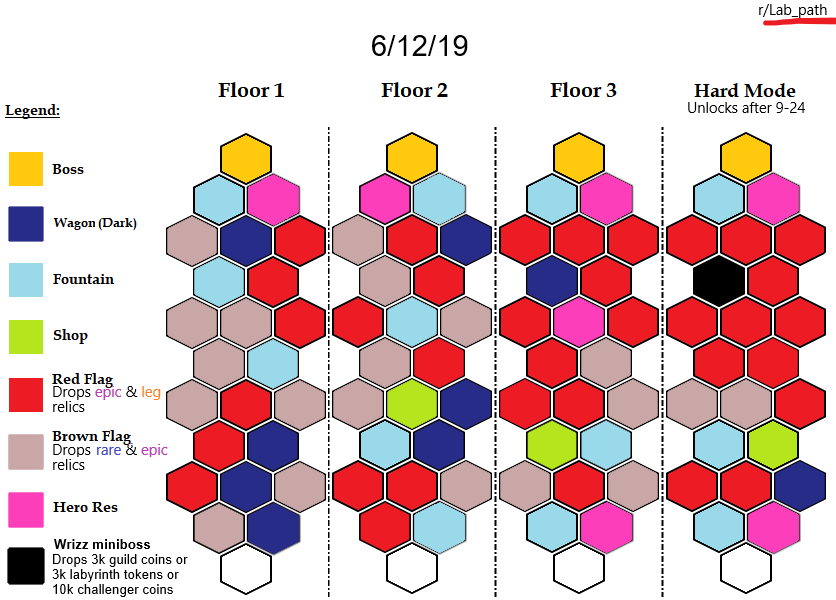 r/Lab_path
6/12/19
Floor 1
Floor 2
Floor 3
Hard Mode
Unlocks after 9-24
Legend:
Boss
Wagon (Dark)
Fountain
Shop
Red Flag
Drops epic & leg
relics
Brown Flag
Drops rare & epic
relics
Hero Res
Wrizz miniboss
Drops 3k guild coins or
3k labyrinth tokens or
10k challenger coins